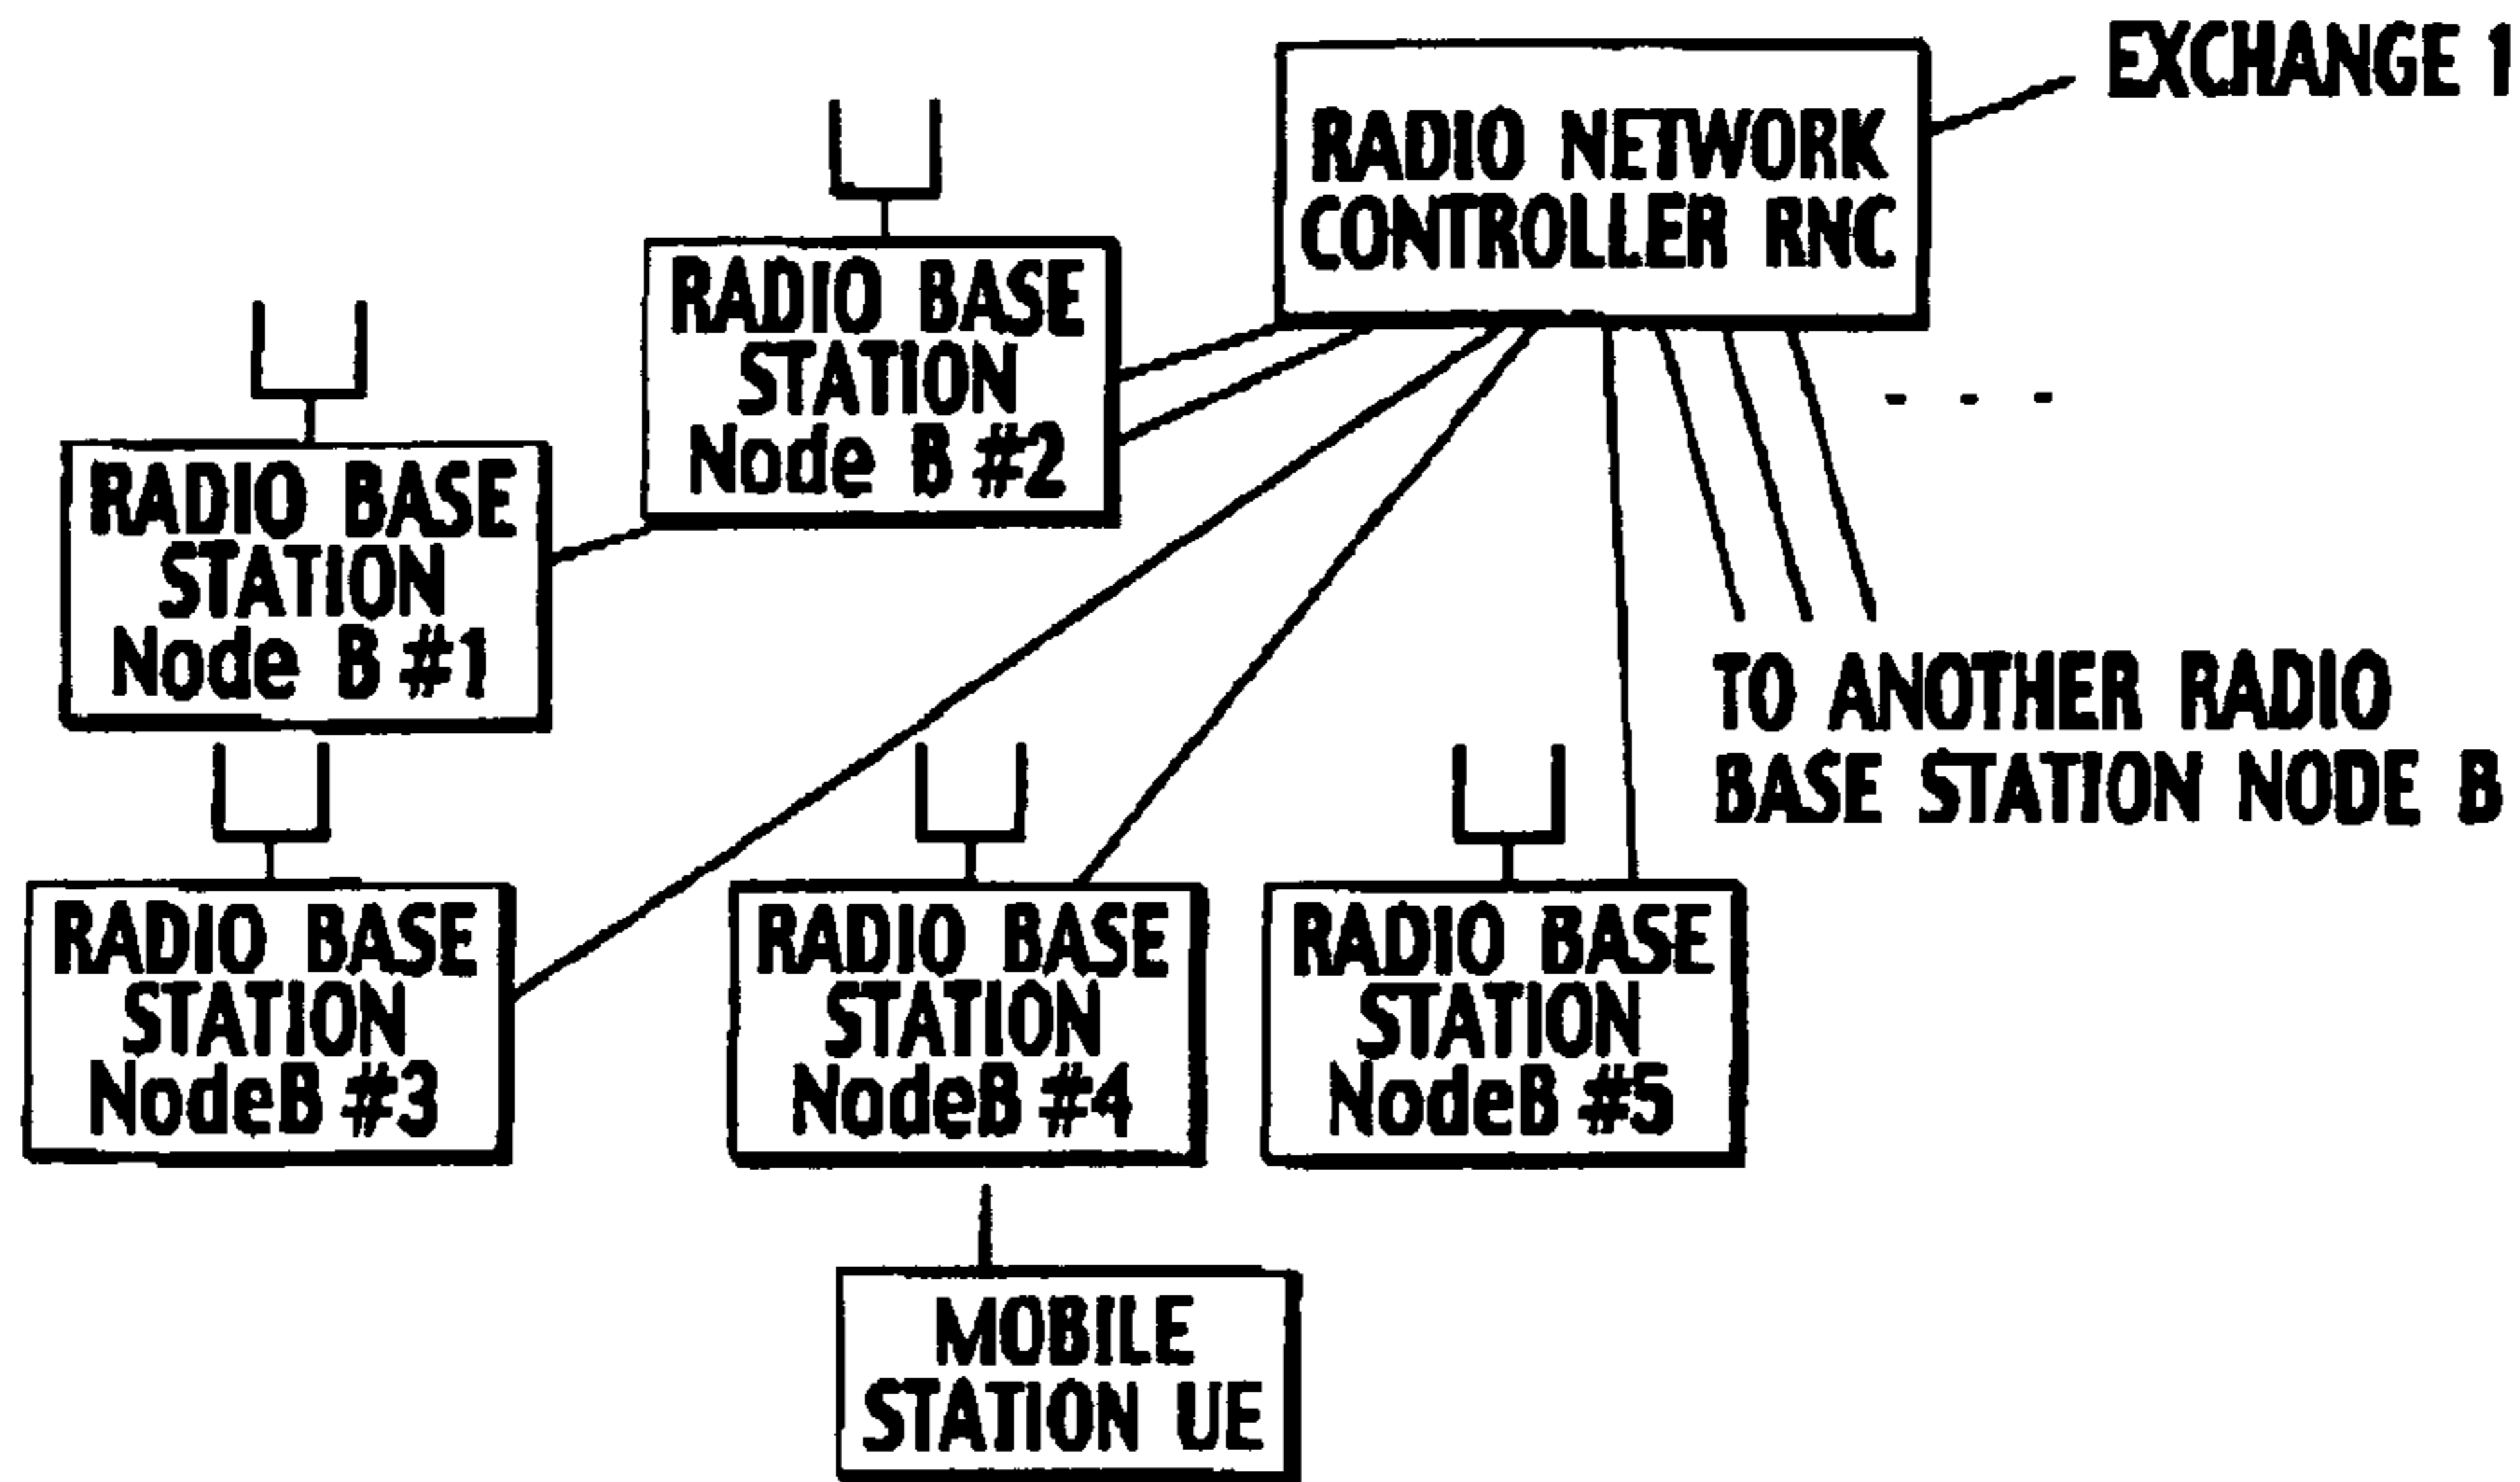 EXCHANGE 1
RADIO NETWORK
CONTROLLER RNC
RADIO BASE
STATION
Node B #2
RADIO BASE
STATION
Node B #1
TO ANOTHER RADIO
BASE STATION NODE B
RADIO BASE
STATION
NodeB #3
RADIO BASE
STATION
NodeB #4
RADIO BASE
STATION
NodeB #5
MOBILE
STATION UE